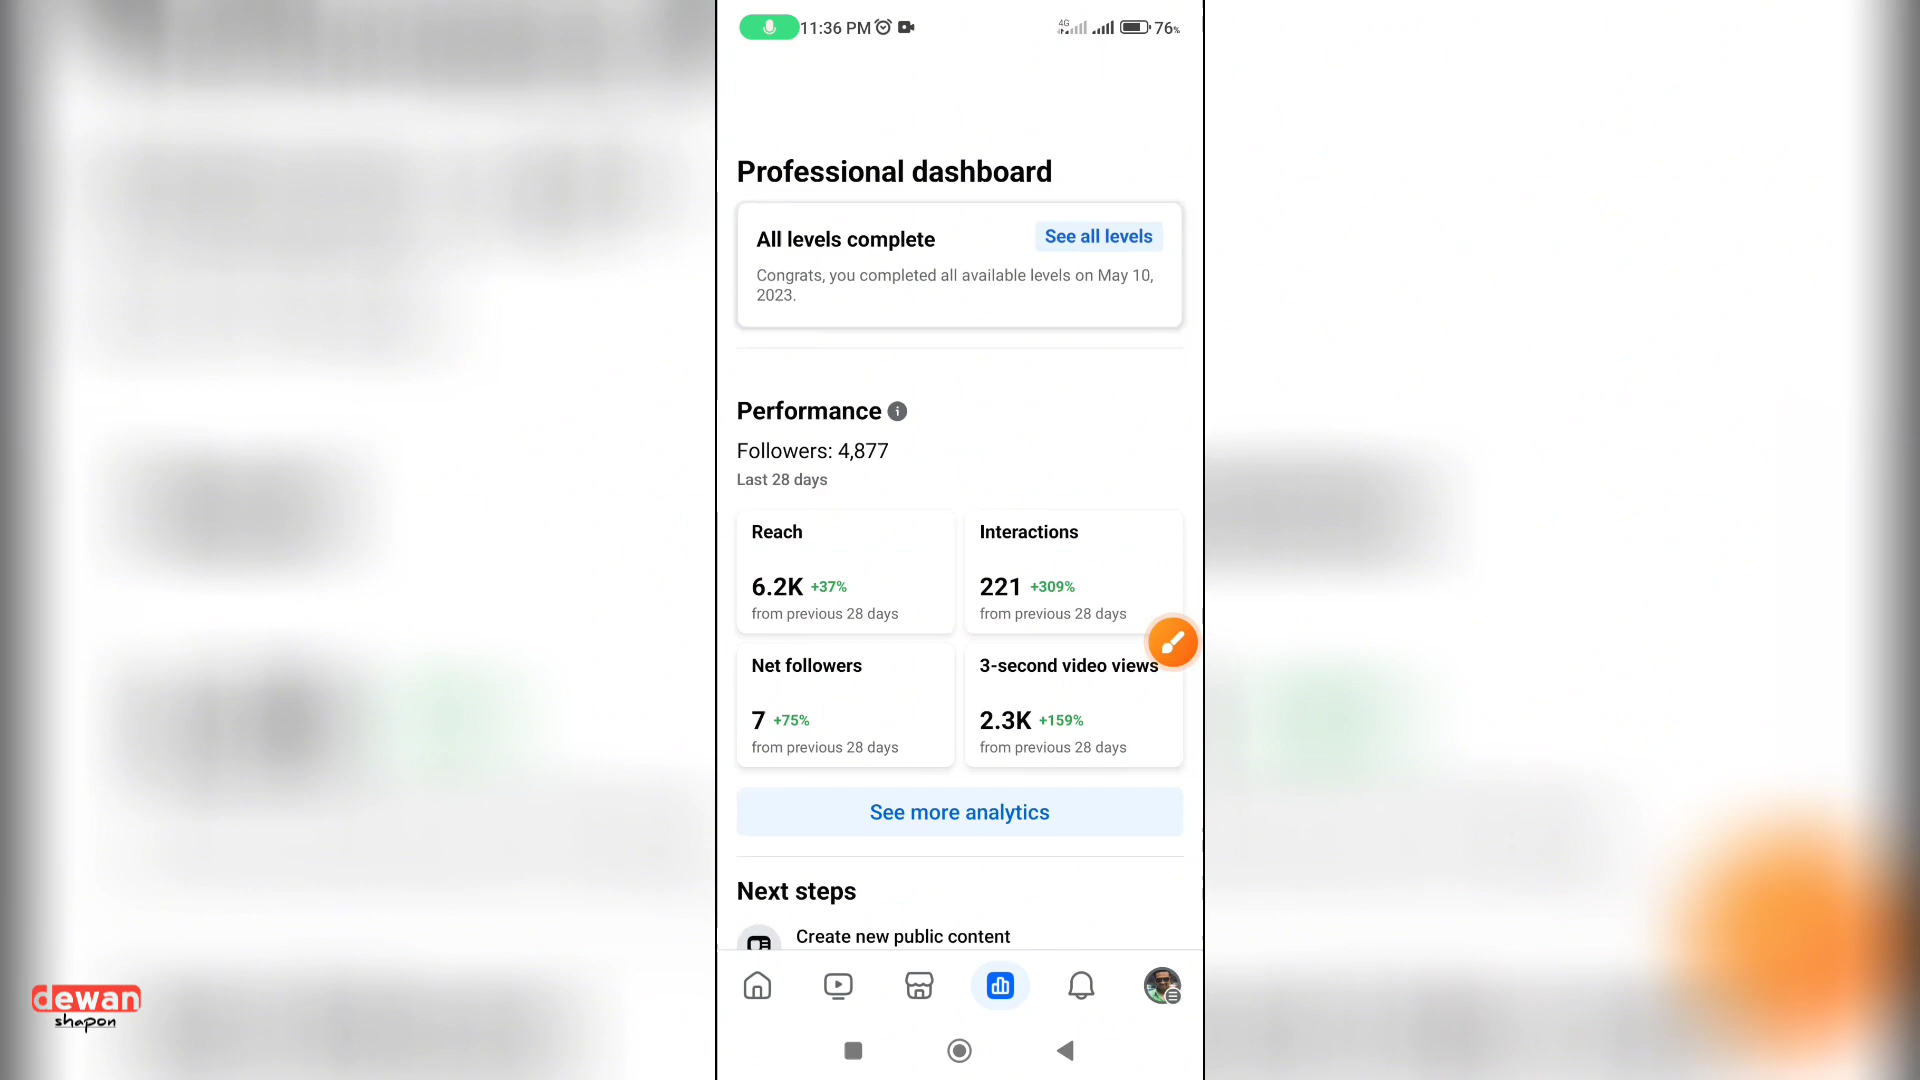 11:36 PM
4G
76%
Professional dashboard
All levels complete
See all levels
Congrats, you completed all available levels on May 10,
2023.
Performance
Followers: 4,877
Last 28 days
Reach
Interactions
6.2K +37%
221 +309%
from previous 28 days
from previous 28 days
Net followers
3-second video views
7 +75%
2.3K +159%
from previous 28 days
from previous 28 days
See more analytics
Next steps
Create new public content
dewan
shapon